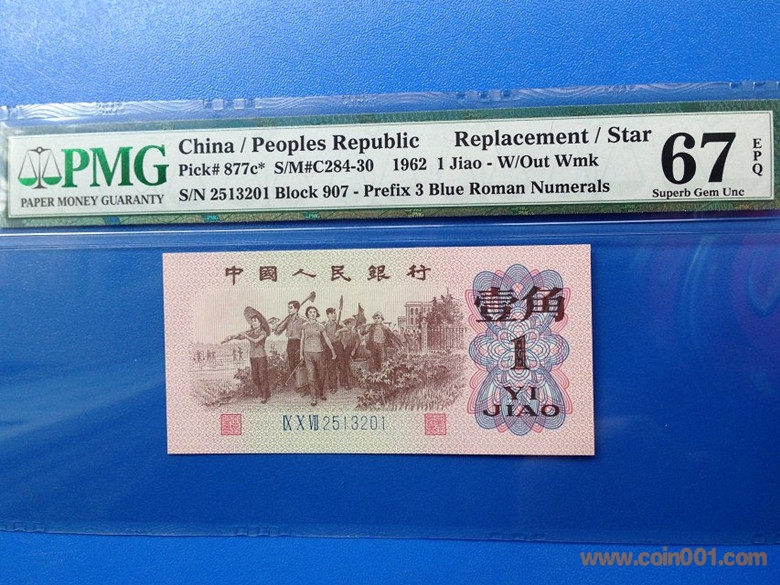 PMG
PAPER MONEY GUARANTY
China / Peoples Republic Replacement / Star
Pick# 877c* S/M#C284-30 1962 1 Jiao - W/Out Wmk
S/N 2513201 Block 907 - Prefix 3 Blue Roman Numerals
67 EPQ
Superb Gem Unc
中國人民銀行
壹角
1
YI
JIAO
IX X VII 2513201
www.coin001.com